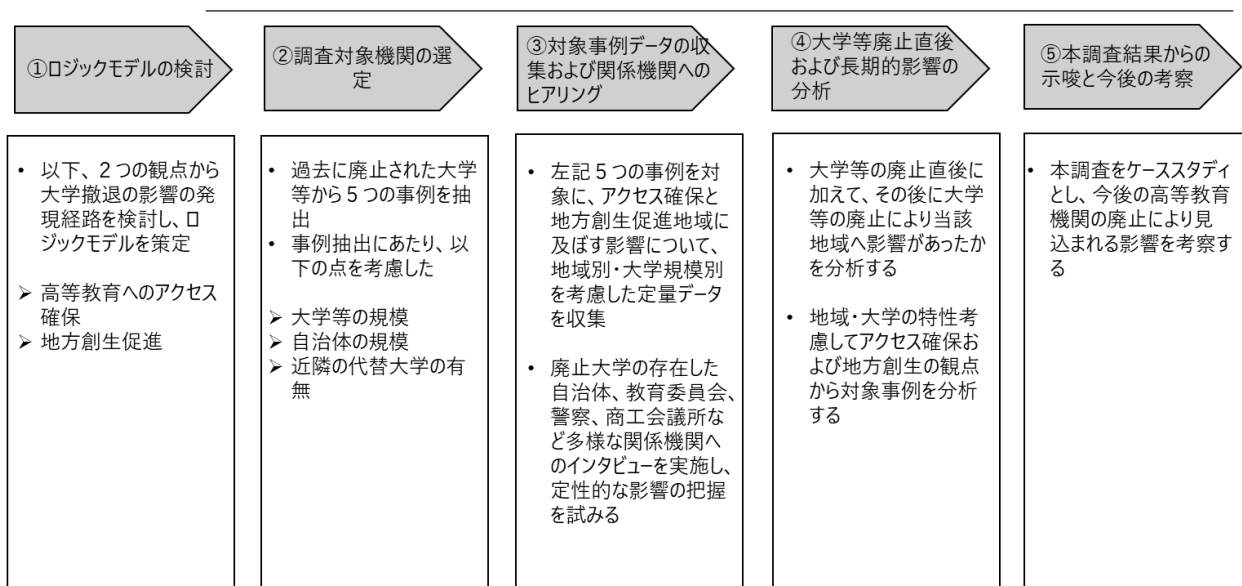 ①ロジックモデルの検討
②調査対象機関の選
定
③対象事例データの収
集および関係機関への
ヒアリング
④大学等廃止直後
および長期的影響の
分析
⑤本調査結果からの
示唆と今後の考察
• 以下、２つの観点から
大学撤退の影響の発
現経路を検討し、ロ
ジックモデルを策定
➢ 高等教育へのアクセス
確保
➢ 地方創生促進
• 過去に廃止された大学
等から５つの事例を抽
出
• 事例抽出にあたり、以
下の点を考慮した
➢ 大学等の規模
➢ 自治体の規模
➢ 近隣の代替大学の有
無
• 左記５つの事例を対
象に、アクセス確保と
地方創生促進地域に
及ぼす影響について、
地域別・大学規模別
を考慮した定量データ
を収集
• 廃止大学の存在した
自治体、教育委員会、
警察、商工会議所な
ど多様な関係機関へ
のインタビューを実施し、
定性的な影響の把握
を試みる
• 大学等の廃止直後に
加えて、その後に大学
等の廃止により当該
地域へ影響があったか
を分析する
• 地域・大学の特性考
慮してアクセス確保お
よび地方創生の観点
から対象事例を分析
する
• 本調査をケーススタディ
とし、今後の高等教育
機関の廃止により見
込まれる影響を考察す
る